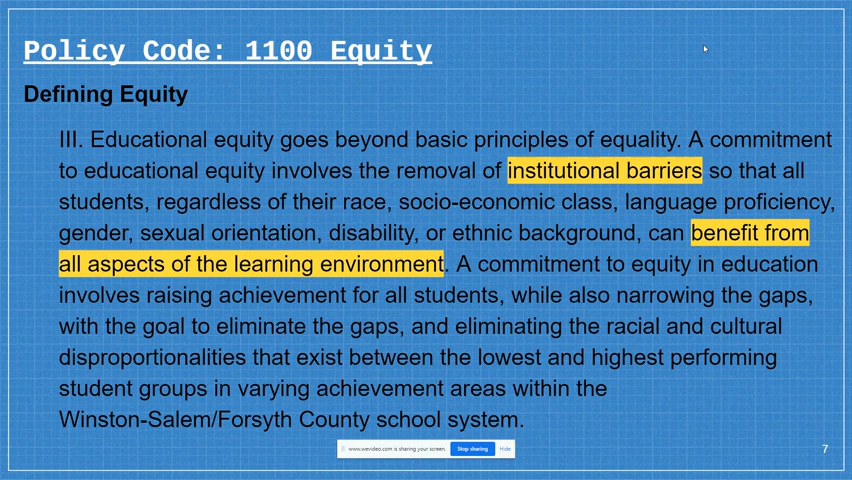 Policy Code: 1100 Equity
Defining Equity
III. Educational equity goes beyond basic principles of equality. A commitment
to educational equity involves the removal of institutional barriers so that all
students, regardless of their race, socio-economic class, language proficiency,
gender, sexual orientation, disability, or ethnic background, can benefit from
all aspects of the learning environment. A commitment to equity in education
involves raising achievement for all students, while also narrowing the gaps,
with the goal to eliminate the gaps, and eliminating the racial and cultural
disproportionalities that exist between the lowest and highest performing
student groups in varying achievement areas within the
Winston-Salem/Forsyth County school system.
www.wevideo.com is sharing your screen. Stop sharing Hide
7